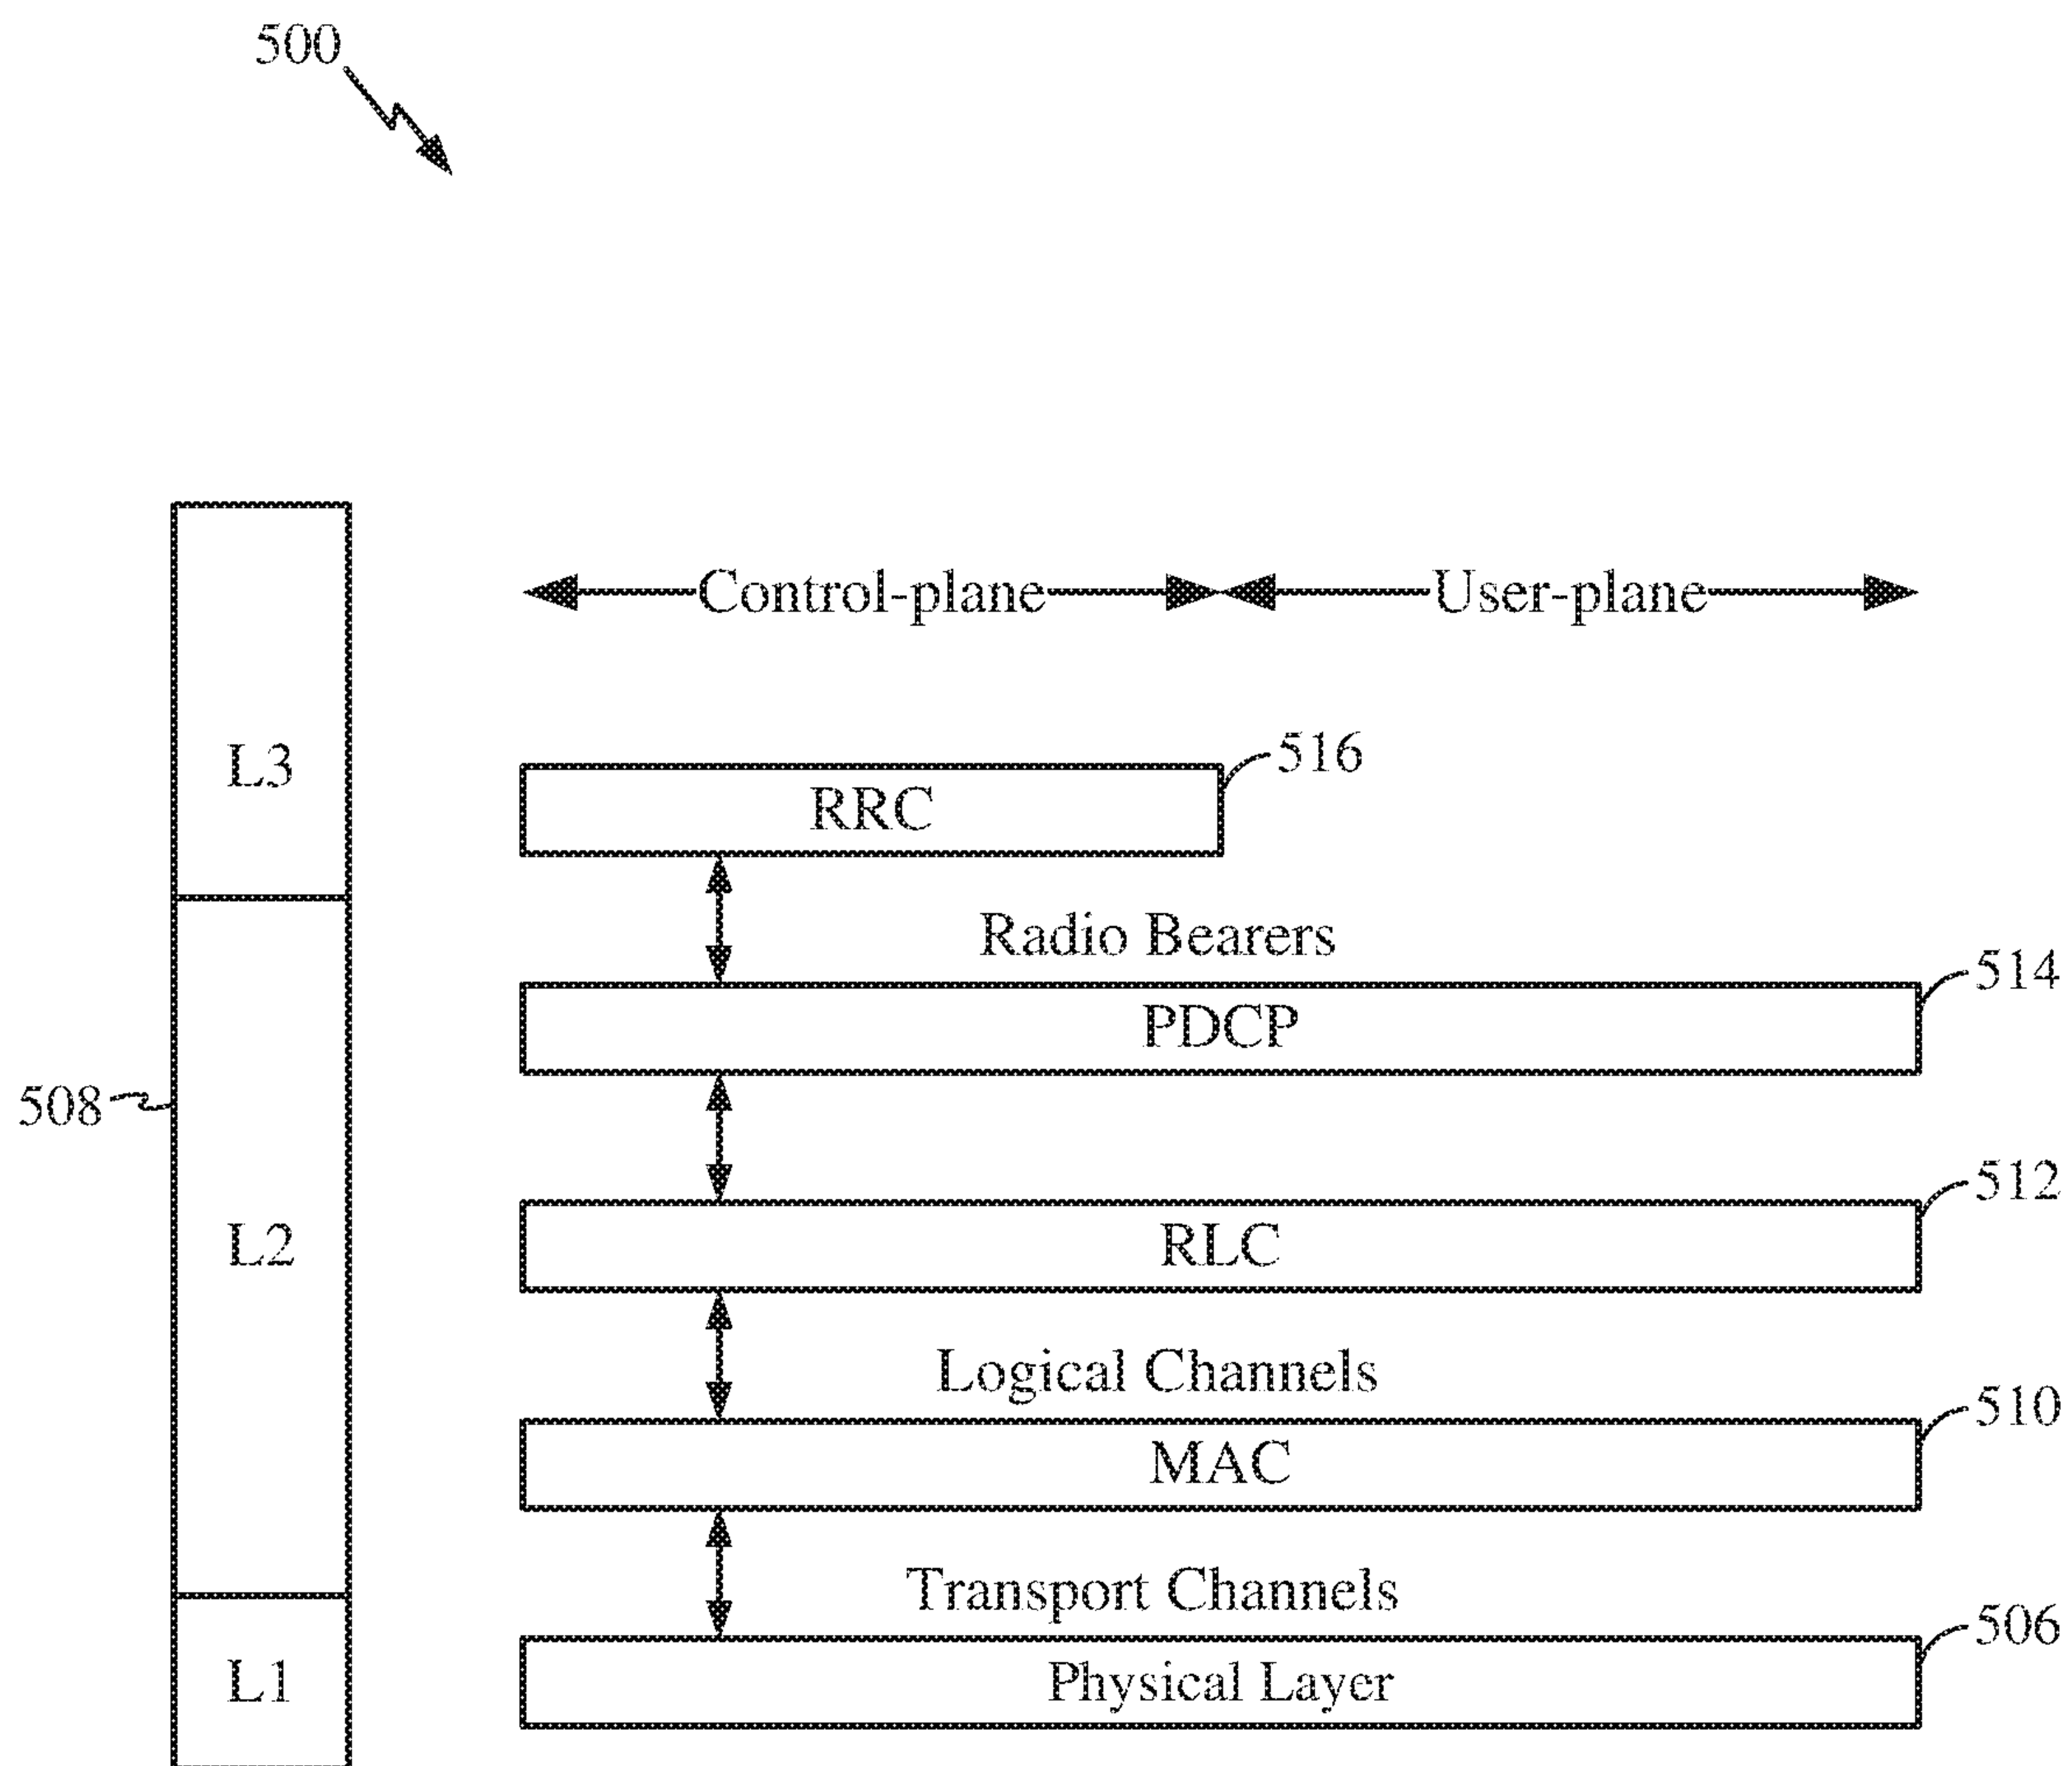 500
Control-plane User-plane
L3
516
RRC
Radio Bearers
514
PDCP
508
512
L2
RLC
Logical Channels
510
MAC
Transport Channels
506
L1
Physical Layer